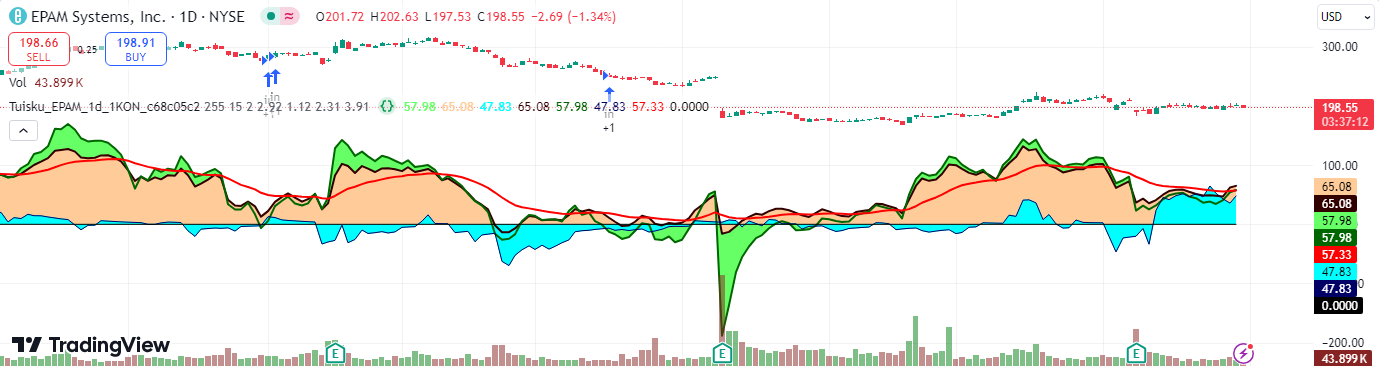 EPAM Systems, Inc. · 1D · NYSE O201.72 H202.63 L197.53 C198.55 −2.69 (−1.34%)
USD
198.66 SELL
0.25
198.91 BUY
300.00
Vol 43.899 K
Tuisku_EPAM_1d_1KON_c68c05c2 255 15 2 2.92 1.12 2.31 3.91 {} 57.98 65.08 47.83 65.08 57.98 47.83 57.33 0.0000
198.55
03:37:12
in
in
+1
100.00
65.08
65.08
57.98
57.98
57.33
47.83
47.83
0.0000
TradingView
E
E
E
−200.00
43.899 K